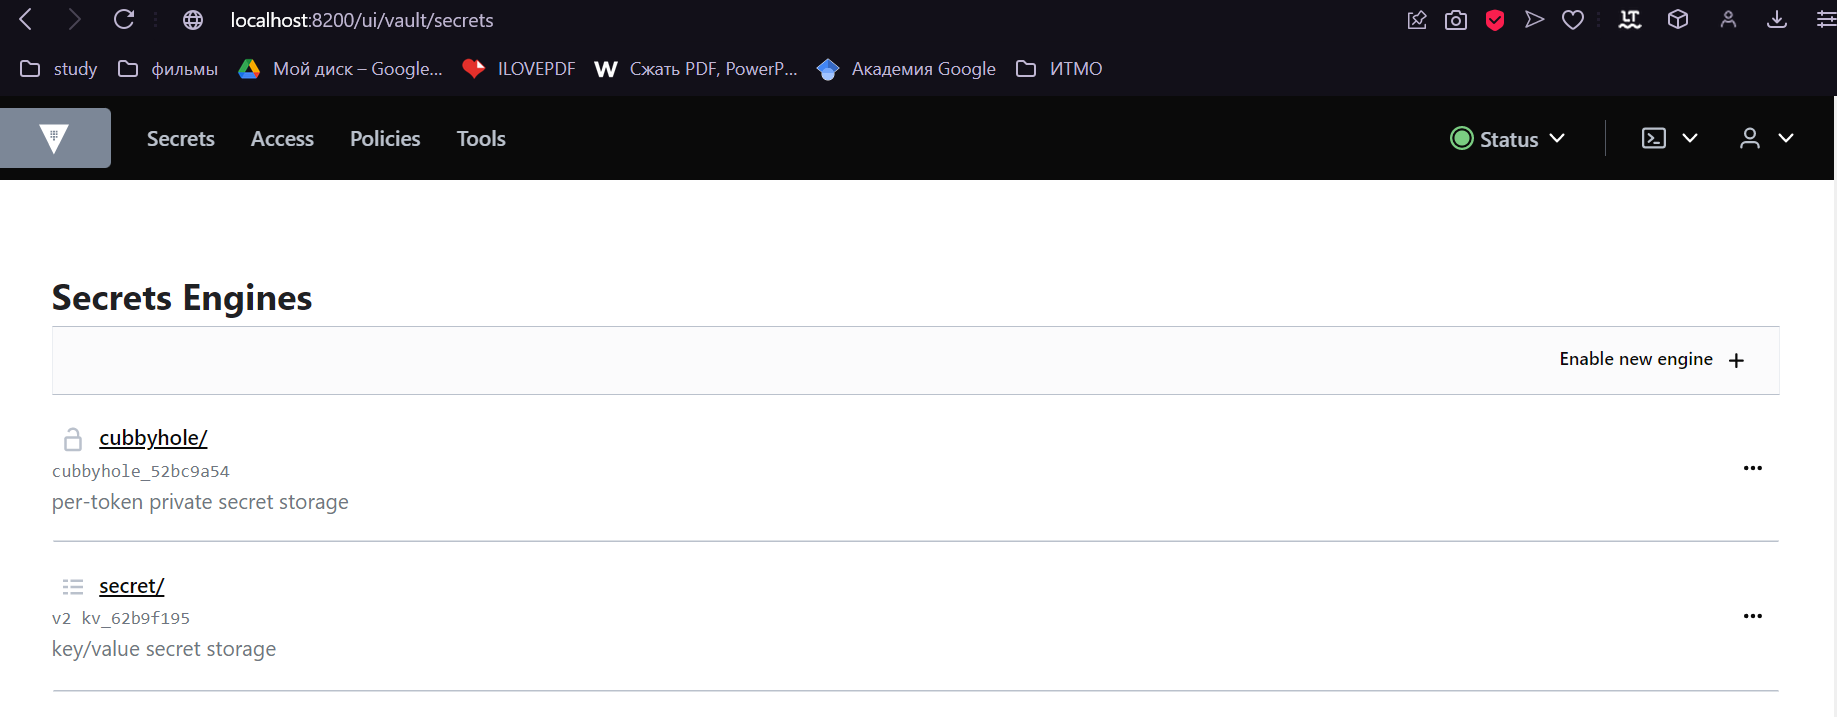 localhost:8200/ui/vault/secrets
study фильмы Мой диск – Google... ILOVEPDF W Сжать PDF, PowerP... Академия Google ИТМО
Secrets Access Policies Tools Status
Secrets Engines
Enable new engine +
cubbyhole/
cubbyhole_52bc9a54
per-token private secret storage
secret/
v2 kv_62b9f195
key/value secret storage